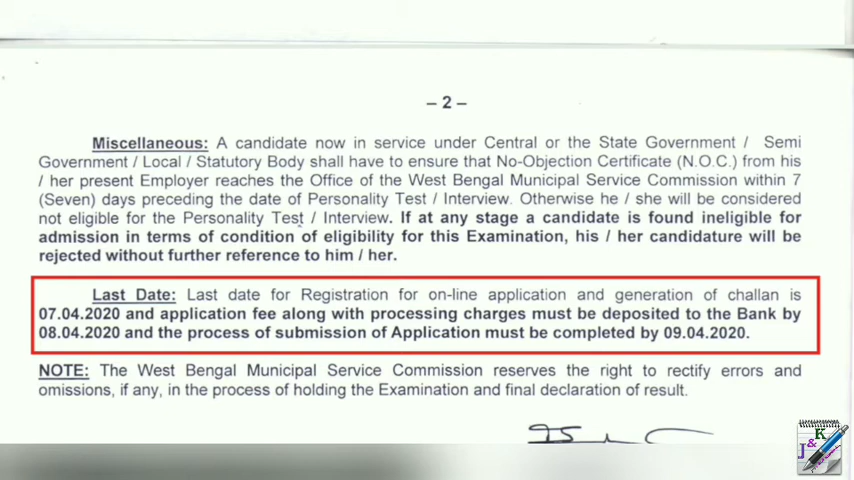 – 2 –
Miscellaneous: A candidate now in service under Central or the State Government / Semi
Government / Local / Statutory Body shall have to ensure that No-Objection Certificate (N.O.C.) from his
/ her present Employer reaches the Office of the West Bengal Municipal Service Commission within 7
(Seven) days preceding the date of Personality Test / Interview. Otherwise he / she will be considered
not eligible for the Personality Test / Interview. If at any stage a candidate is found ineligible for
admission in terms of condition of eligibility for this Examination, his / her candidature will be
rejected without further reference to him / her.
Last Date: Last date for Registration for on-line application and generation of challan is
07.04.2020 and application fee along with processing charges must be deposited to the Bank by
08.04.2020 and the process of submission of Application must be completed by 09.04.2020.
NOTE: The West Bengal Municipal Service Commission reserves the right to rectify errors and
omissions, if any, in the process of holding the Examination and final declaration of result.
J&K